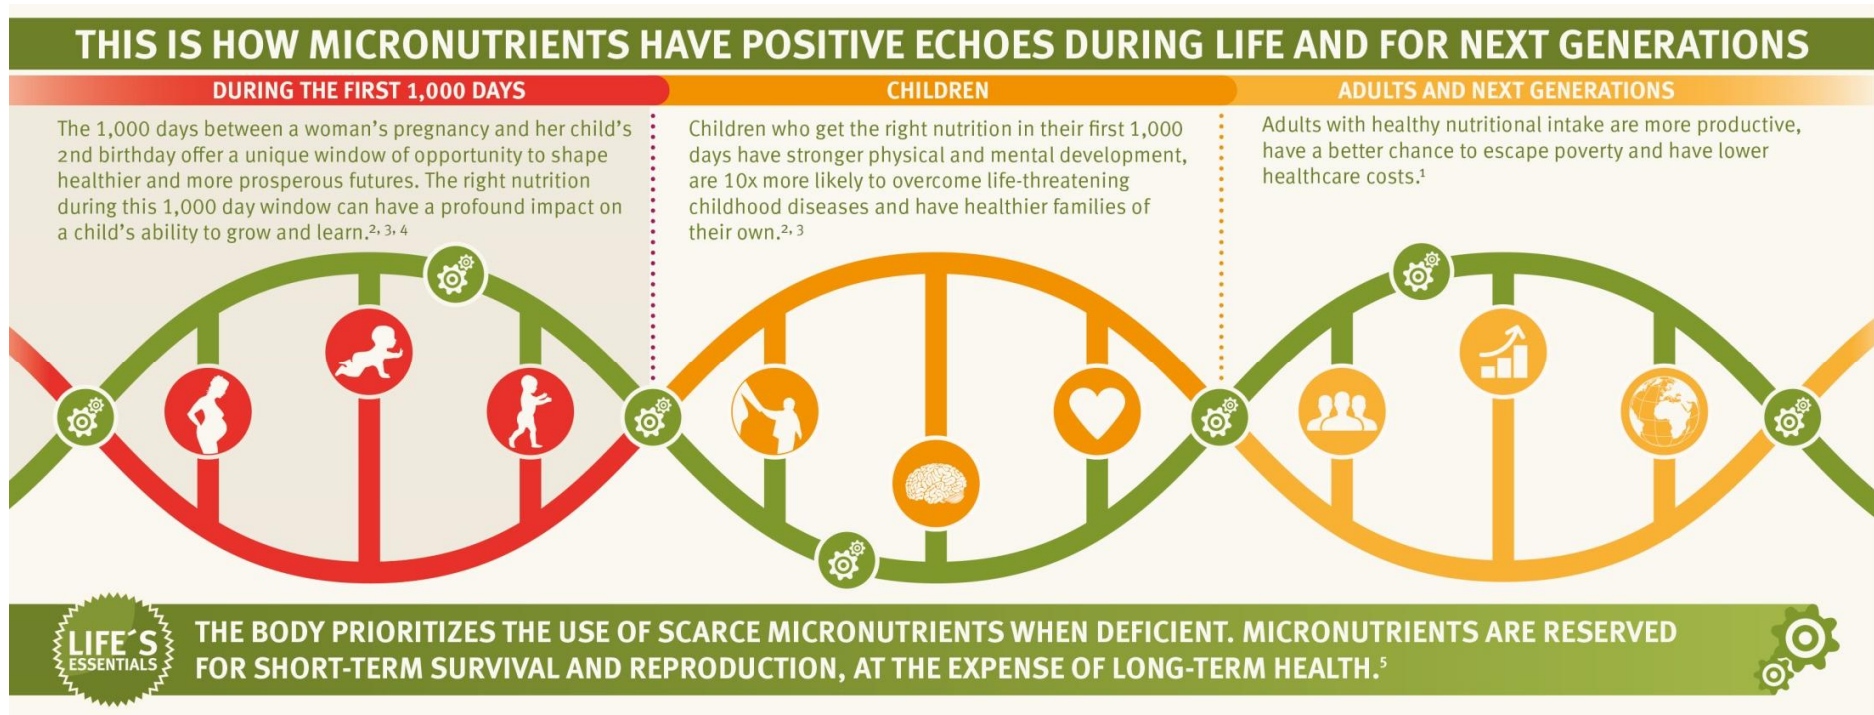 THIS IS HOW MICRONUTRIENTS HAVE POSITIVE ECHOES DURING LIFE AND FOR NEXT GENERATIONS
DURING THE FIRST 1,000 DAYS
The 1,000 days between a woman's pregnancy and her child's
2nd birthday offer a unique window of opportunity to shape
healthier and more prosperous futures. The right nutrition
during this 1,000 day window can have a profound impact on
a child's ability to grow and learn.2, 3, 4
CHILDREN
Children who get the right nutrition in their first 1,000
days have stronger physical and mental development,
are 10x more likely to overcome life-threatening
childhood diseases and have healthier families of
their own.2, 3
ADULTS AND NEXT GENERATIONS
Adults with healthy nutritional intake are more productive,
have a better chance to escape poverty and have lower
healthcare costs.1
LIFE´S
ESSENTIALS
THE BODY PRIORITIZES THE USE OF SCARCE MICRONUTRIENTS WHEN DEFICIENT. MICRONUTRIENTS ARE RESERVED
FOR SHORT-TERM SURVIVAL AND REPRODUCTION, AT THE EXPENSE OF LONG-TERM HEALTH.5